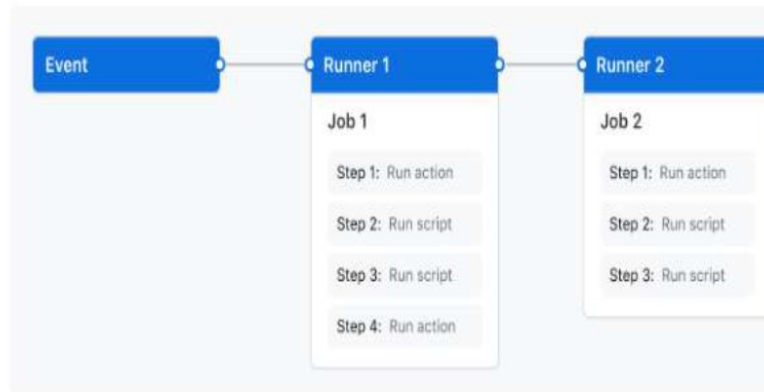 Event
Runner 1
Job 1
Step 1: Run action
Step 2: Run script
Step 3: Run script
Step 4: Run action
Runner 2
Job 2
Step 1: Run action
Step 2: Run script
Step 3: Run script